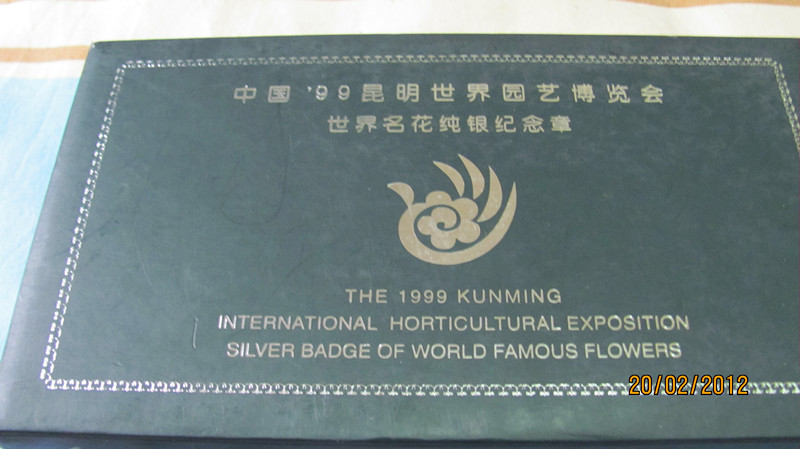 中国 '99昆明世界园艺博览会
世界名花纯银纪念章
THE 1999 KUNMING
INTERNATIONAL HORTICULTURAL EXPOSITION
SILVER BADGE OF WORLD FAMOUS FLOWERS
20/02/2012